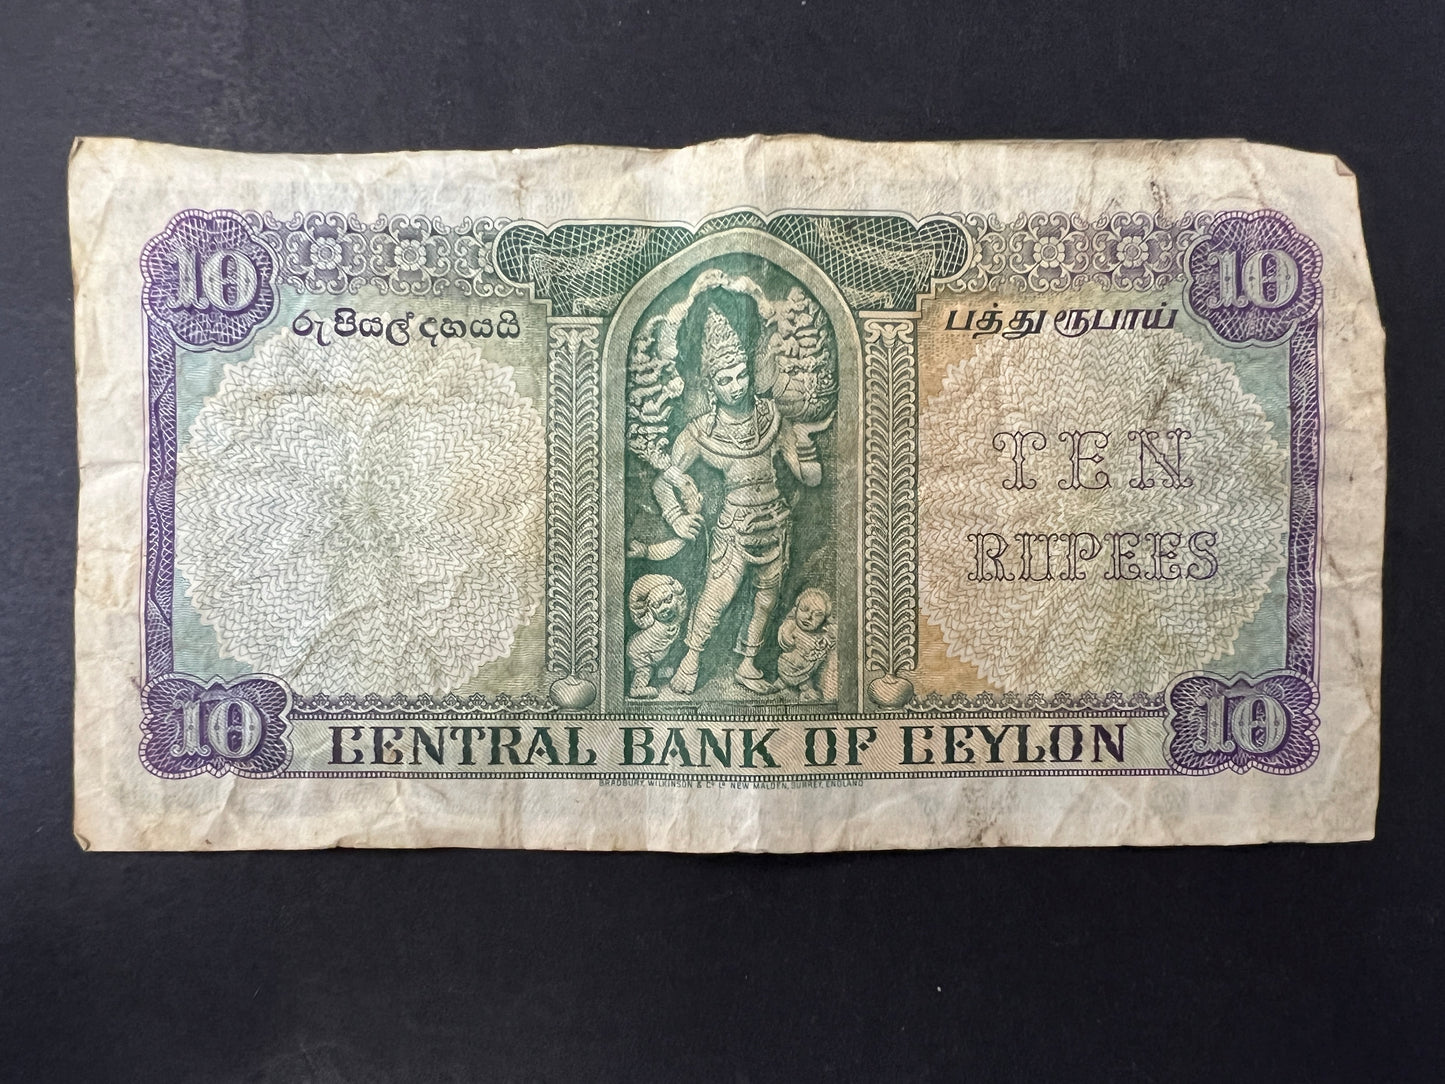 10 10
රුපියල් දහයයි பத்து ரூபாய்
TEN
RUPEES
10 10
CENTRAL BANK OF CEYLON
BRADBURY, WILKINSON & Cº Lᴰ NEW MALDEN, SURREY, ENGLAND